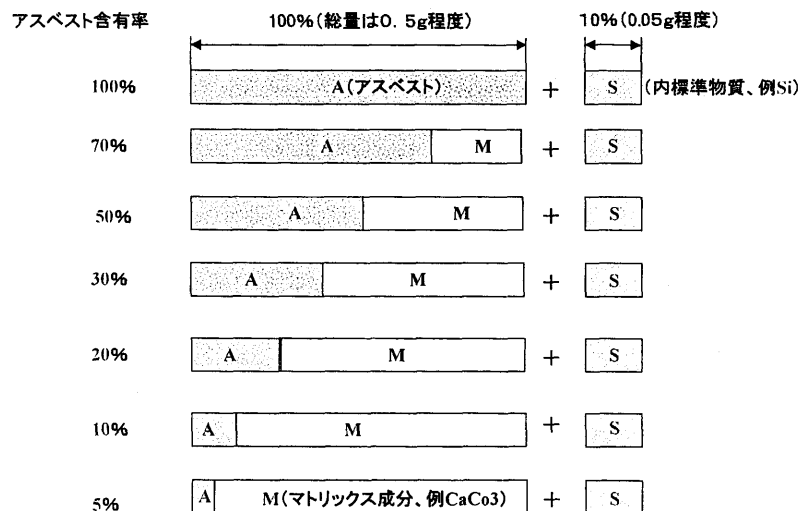 アスベスト含有率 100%(総量は0.5g程度) 10%(0.05g程度)
100% A(アスベスト) + S (内標準物質、例Si)
70% A M + S
50% A M + S
30% A M + S
20% A M + S
10% A M + S
5% A M(マトリックス成分、例CaCo3) + S